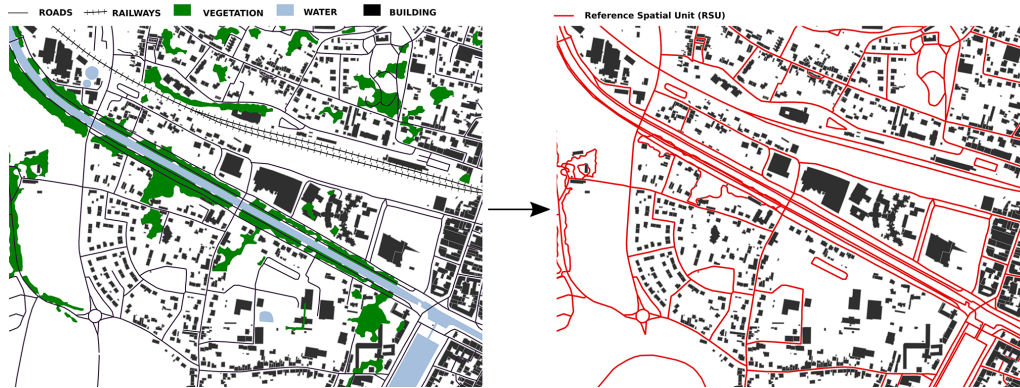 ROADS RAILWAYS VEGETATION WATER BUILDING
Reference Spatial Unit (RSU)